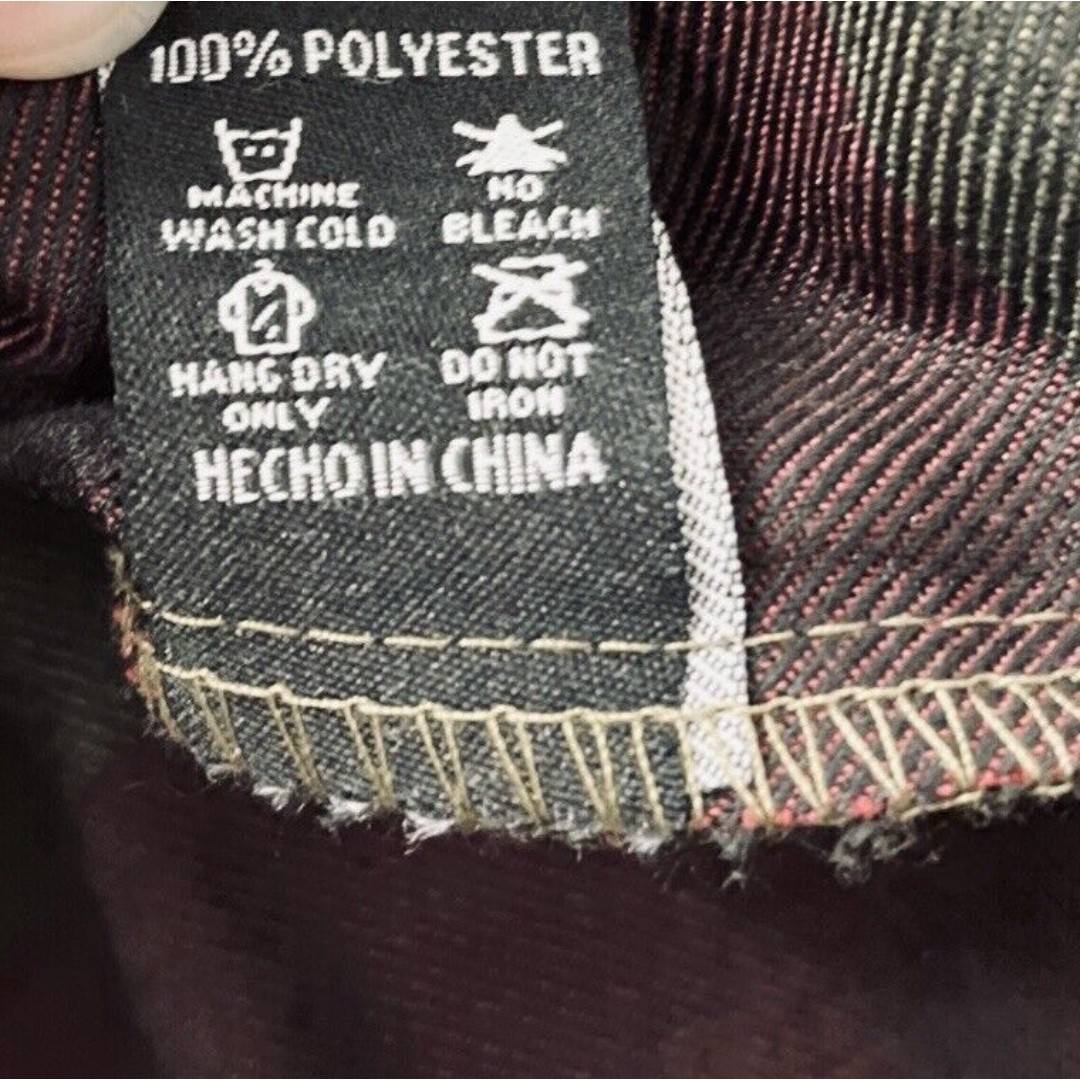 100% POLYESTER
MACHINE
WASH COLD
NO
BLEACH
HANG DRY
ONLY
DO NOT
IRON
HECHO IN CHINA